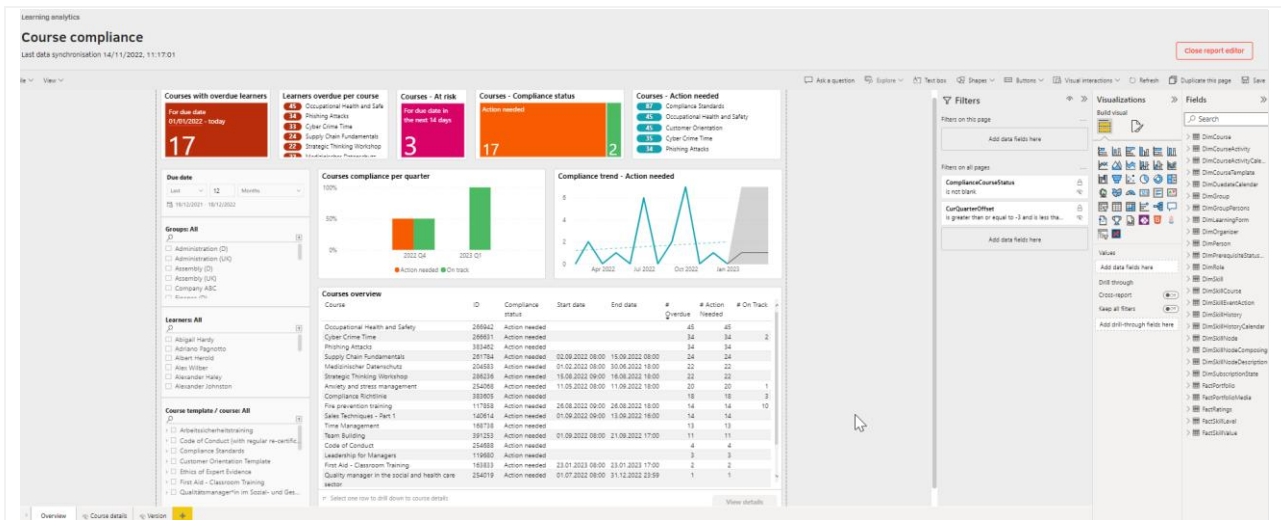 Learning analytics
Course compliance
Last data synchronisation 14/11/2022, 11:17:01
Close report editor
View
Ask a question Explore Text box Shapes Buttons Visual interactions Refresh Duplicate this page Save
Courses with overdue learners
For due date
01/01/2022 - today
17
Learners overdue per course
45 Occupational Health and Safe
34 Phishing Attacks
33 Cyber Crime Time
24 Supply Chain Fundamentals
22 Strategic Thinking Workshop
22 Medizinischer Datenschutz
Courses - At risk
For due date in
the next 14 days
3
Courses - Compliance status
Action needed
17
2
Courses - Action needed
87 Compliance Standards
45 Occupational Health and Safety
45 Customer Orientation
35 Cyber Crime Time
34 Phishing Attacks
Due date
Last 12 Months
19/12/2021 - 18/12/2022
Groups: All
Administration (D)
Administration (UK)
Assembly (D)
Assembly (UK)
Company ABC
Finance (D)
Learners: All
Abigail Hardy
Adriano Pagnotto
Albert Herold
Alex Wilber
Alexander Haley
Alexander Johnston
Course template / course: All
Arbeitssicherheitstraining
Code of Conduct (with regular re-certific...
Compliance Standards
Customer Orientation Template
Ethics of Expert Evidence
First Aid - Classroom Training
Qualitätsmanager*in im Sozial- und Ges...
Courses compliance per quarter
100%
50%
0%
2022 Q4
2023 Q1
Action needed On track
Compliance trend - Action needed
6
4
2
0
Apr 2022
Jul 2022
Oct 2022
Jan 2023
Courses overview
Course ID Compliance status Start date End date # Overdue # Action Needed # On Track
Occupational Health and Safety 266942 Action needed 45 45
Cyber Crime Time 266631 Action needed 34 34 2
Phishing Attacks 383462 Action needed 34 34
Supply Chain Fundamentals 261784 Action needed 02.09.2022 08:00 15.09.2022 08:00 24 24
Medizinischer Datenschutz 204583 Action needed 01.02.2022 08:00 30.06.2022 18:00 22 22
Strategic Thinking Workshop 286236 Action needed 15.08.2022 09:00 16.08.2022 18:00 22 22
Anxiety and stress management 254068 Action needed 11.05.2022 08:00 11.08.2022 18:00 20 20 1
Compliance Richtlinie 383605 Action needed 18 18 3
Fire prevention training 117858 Action needed 26.08.2022 09:00 26.08.2022 18:00 14 14 10
Sales Techniques - Part 1 140614 Action needed 01.09.2022 09:00 13.09.2022 16:00 14 14
Time Management 168738 Action needed 13 13
Team Building 391253 Action needed 01.09.2022 08:00 21.09.2022 17:00 11 11
Code of Conduct 254688 Action needed 4 4
Leadership for Managers 119680 Action needed 3 3
First Aid - Classroom Training 163833 Action needed 23.01.2023 08:00 23.01.2023 17:00 2 2
Quality manager in the social and health care 254019 Action needed 01.07.2022 09:00 31.12.2022 23:59 1 1
sector
Select one row to drill down to course details
View details
Filters
Filters on this page
Add data fields here
Filters on all pages
ComplianceCourseStatus
is not blank
CurQuarterOffset
is greater than or equal to -3 and is less tha...
Add data fields here
Visualizations
Build visual
Values
Add data fields here
Drill through
Cross-report
Keep all filters
Add drill-through fields here
Fields
Search
DimCourse
DimCourseActivity
DimCourseActivityCale...
DimCourseTemplate
DimDuedateCalendar
DimGroup
DimGroupPersons
DimLearningForm
DimOrganizer
DimPerson
DimPrerequisiteStatus...
DimRole
DimSkill
DimSkillCourse
DimSkillEventAction
DimSkillHistory
DimSkillHistoryCalendar
DimSkillNode
DimSkillNodeComposing
DimSkillNodeDescription
DimSubscriptionState
FactPortfolio
FactPortfolioMedia
FactRatings
FactSkillLevel
FactSkillValue
Overview Course details Version